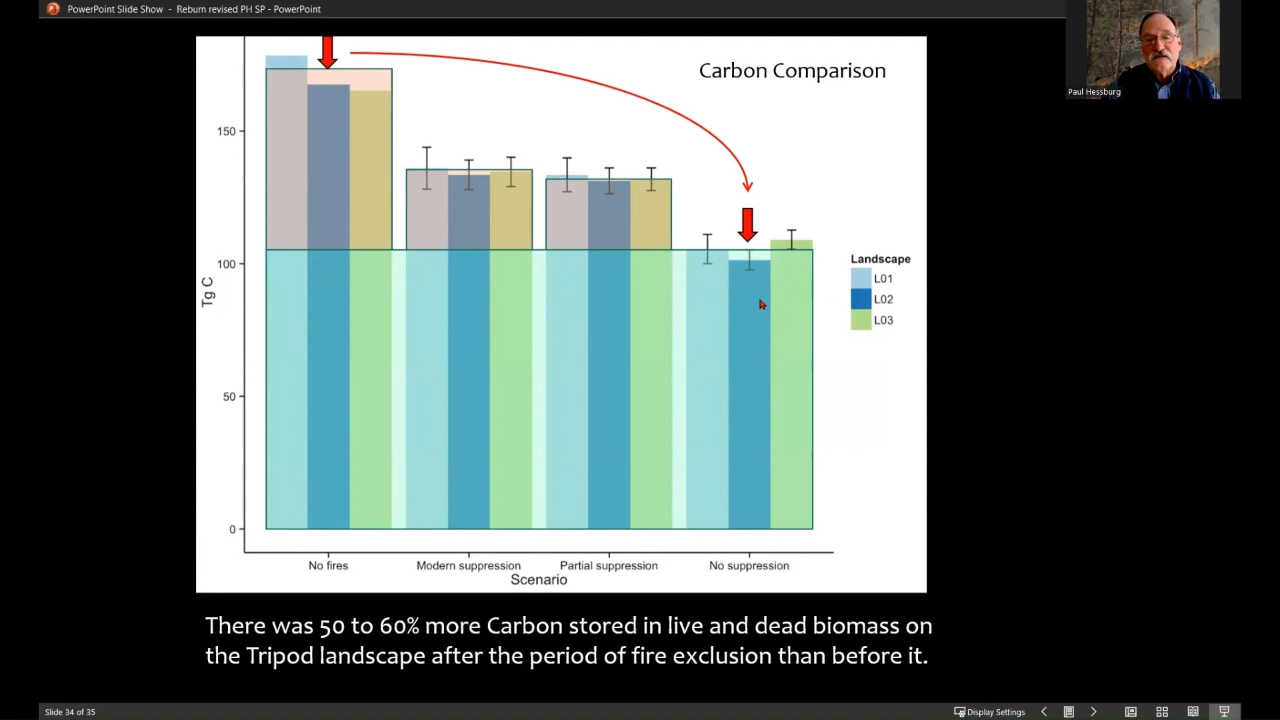 PowerPoint Slide Show - Reburn revised PH SP - PowerPoint
Paul Hessburg
Carbon Comparison
150
100
50
0
Tg C
Landscape
L01
L02
L03
No fires
Modern suppression
Partial suppression
No suppression
Scenario
There was 50 to 60% more Carbon stored in live and dead biomass on
the Tripod landscape after the period of fire exclusion than before it.
Slide 34 of 35
Display Settings